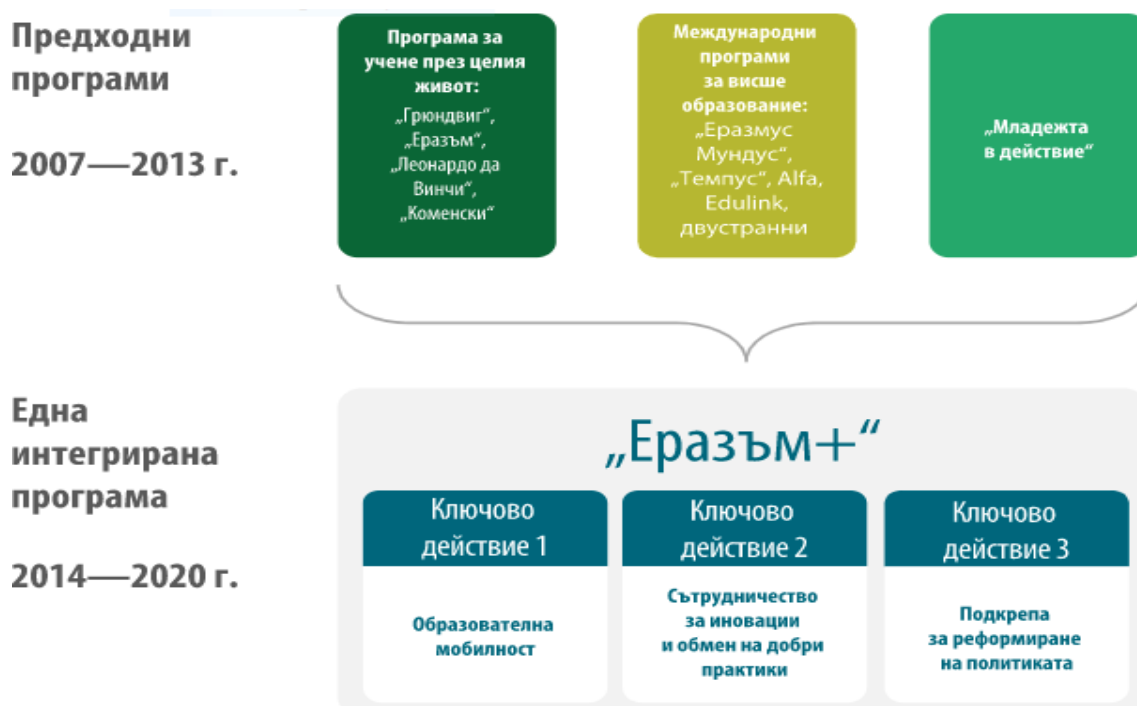 Предходни
програми
2007—2013 г.
Програма за
учене през целия
живот:
„Грюндвиг“,
„Еразъм“,
„Леонардо да
Винчи“,
„Коменски“
Международни
програми
за висше
образование:
„Еразмус
Мундус“,
„Темпус“, Alfa,
Edulink,
двустранни
„Младежта
в действие“
Една
интегрирана
програма
2014—2020 г.
„Еразъм+“
Ключово
действие 1
Образователна
мобилност
Ключово
действие 2
Сътрудничество
за иновации
и обмен на добри
практики
Ключово
действие 3
Подкрепа
за реформиране
на политиката